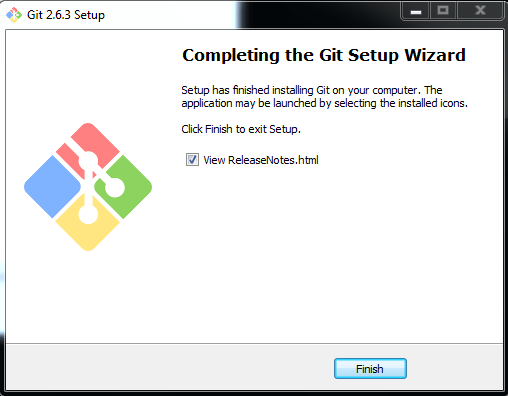 Git 2.6.3 Setup
Completing the Git Setup Wizard
Setup has finished installing Git on your computer. The
application may be launched by selecting the installed icons.
Click Finish to exit Setup.
View ReleaseNotes.html
Finish